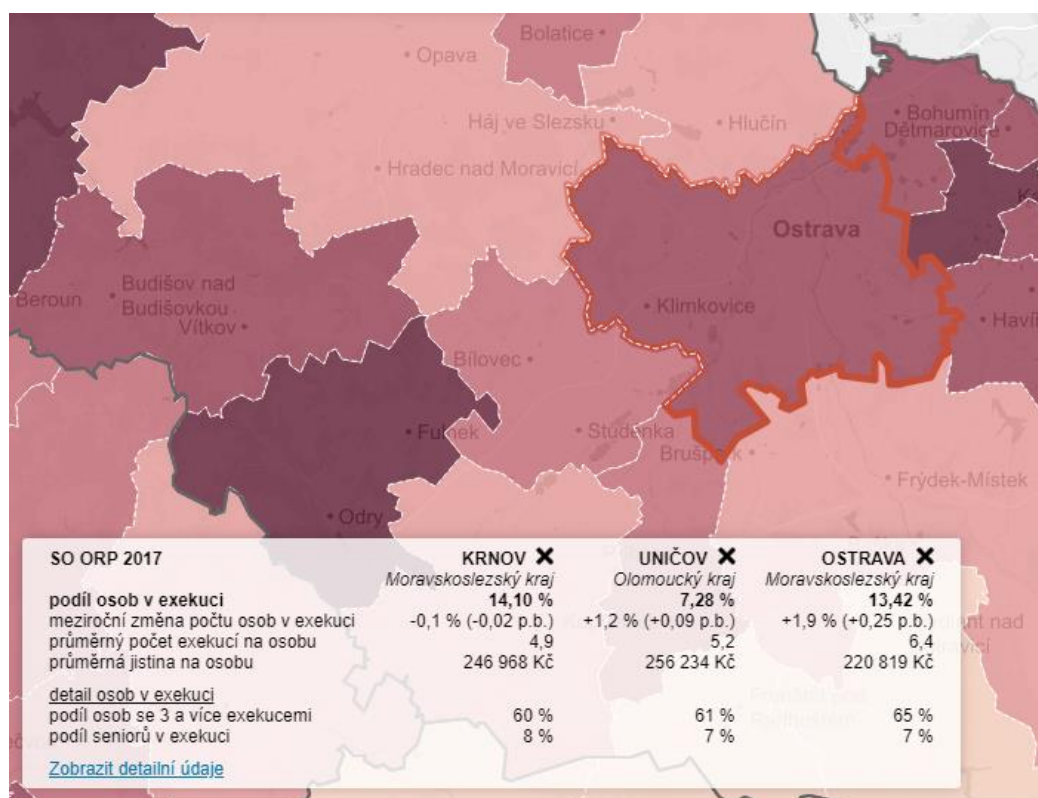 Bolatice
Opava
Háj ve Slezsku
Hlučín
Bohumín
Dětmarovice
Hradec nad Moravicí
Ostrava
Beroun
Budišov nad
Budišovkou
Vítkov
Klimkovice
Haví
Bílovec
Fulnek
Studénka
Brušperk
Frýdek-Místek
Odry
SO ORP 2017 KRNOV ✕ UNIČOV ✕ OSTRAVA ✕
Moravskoslezský kraj Olomoucký kraj Moravskoslezský kraj
podíl osob v exekuci 14,10 % 7,28 % 13,42 %
meziroční změna počtu osob v exekuci -0,1 % (-0,02 p.b.) +1,2 % (+0,09 p.b.) +1,9 % (+0,25 p.b.)
průměrný počet exekucí na osobu 4,9 5,2 6,4
průměrná jistina na osobu 246 968 Kč 256 234 Kč 220 819 Kč
detail osob v exekuci
podíl osob se 3 a více exekucemi 60 % 61 % 65 %
podíl seniorů v exekuci 8 % 7 % 7 %
Zobrazit detailní údaje